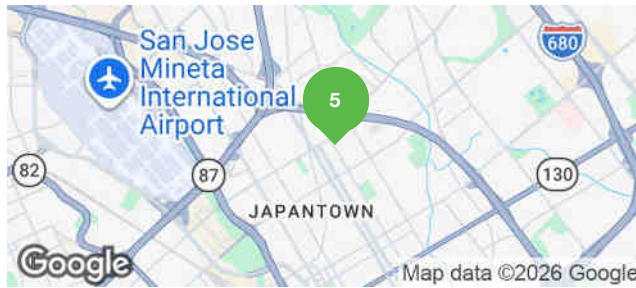 San Jose
Mineta
International
Airport
680
5
82
87
130
JAPANTOWN
Google
Map data ©2026 Google